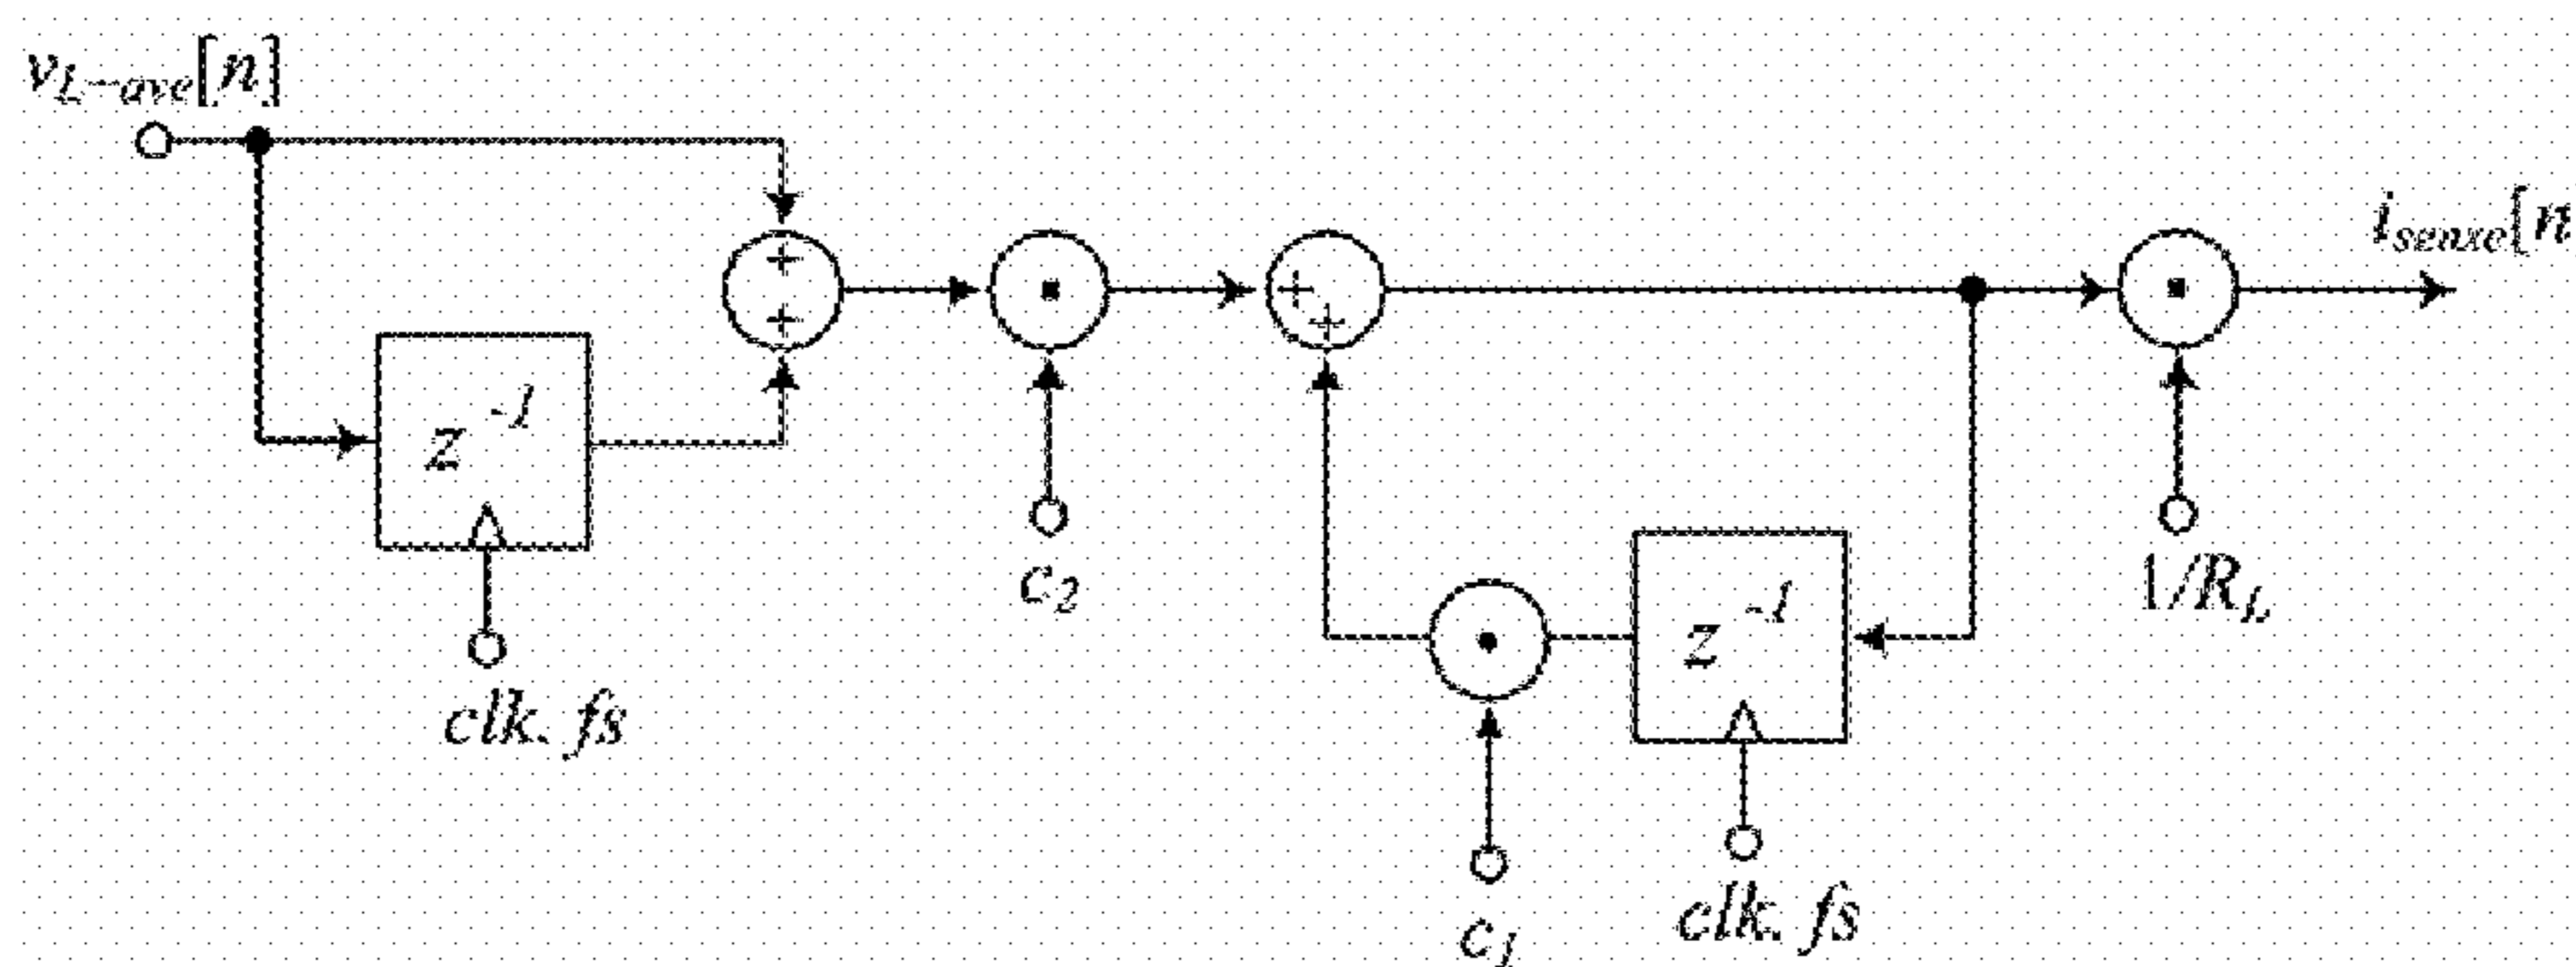 v_{L-ave}[n]
i_{sense}[n
+
+
+
+
z^{-1}
c_2
1/R_L
z^{-1}
clk. fs
c_1
clk. fs